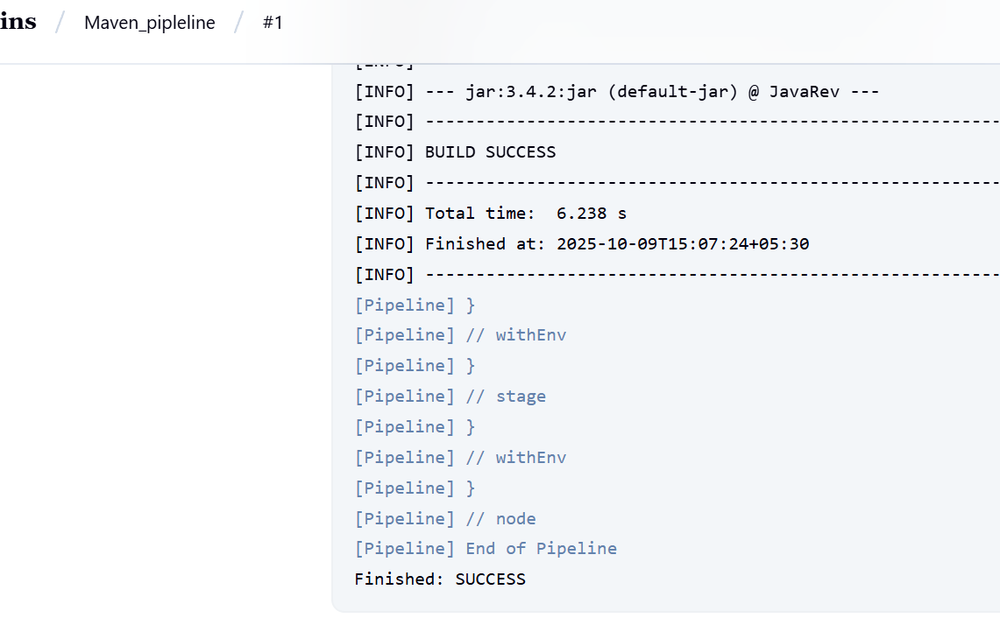 ins / Maven_pipleline / #1
[INFO]
[INFO] --- jar:3.4.2:jar (default-jar) @ JavaRev ---
[INFO] ---------------------------------------------------------
[INFO] BUILD SUCCESS
[INFO] ---------------------------------------------------------
[INFO] Total time:  6.238 s
[INFO] Finished at: 2025-10-09T15:07:24+05:30
[INFO] ---------------------------------------------------------
[Pipeline] }
[Pipeline] // withEnv
[Pipeline] }
[Pipeline] // stage
[Pipeline] }
[Pipeline] // withEnv
[Pipeline] }
[Pipeline] // node
[Pipeline] End of Pipeline
Finished: SUCCESS